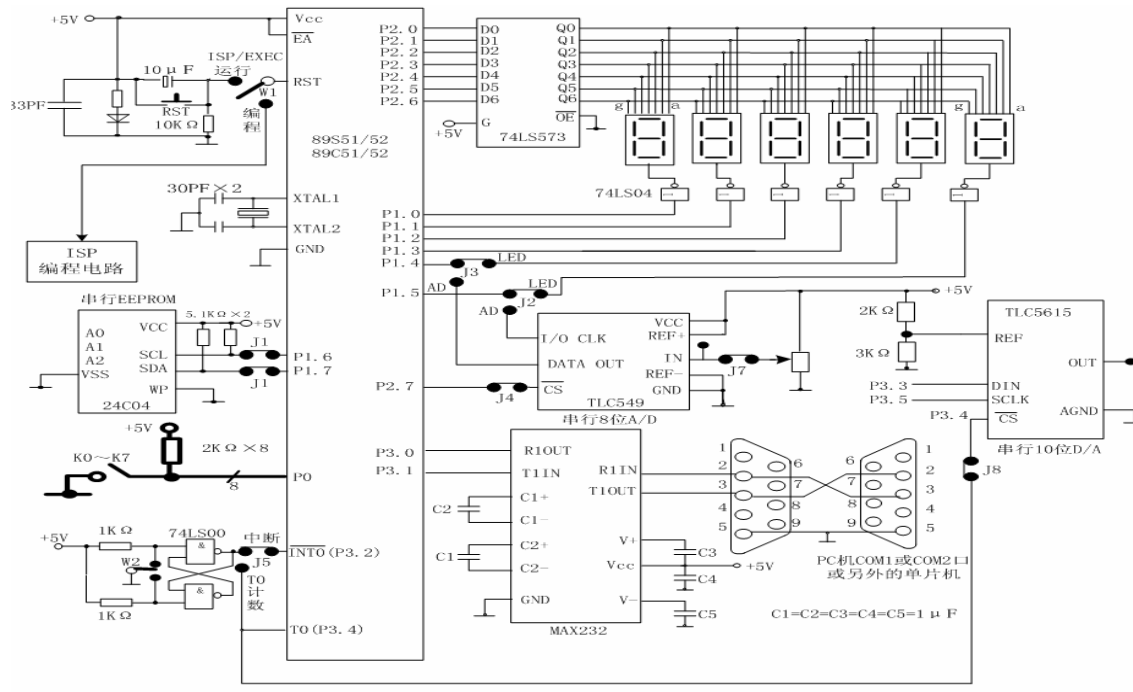 +5V
Vcc
EA
ISP/EXEC
运行
10μF
RST
W1
编程
33PF
RST
10KΩ
89S51/52
89C51/52
30PF×2
XTAL1
XTAL2
GND
ISP
编程电路
P2.0
P2.1
P2.2
P2.3
P2.4
P2.5
P2.6
D0
D1
D2
D3
D4
D5
D6
G
+5V
Q0
Q1
Q2
Q3
Q4
Q5
Q6
OE
74LS573
g
a
g
a
74LS04
1
1
1
1
1
1
P1.0
P1.1
P1.2
P1.3
P1.4
P1.5
J3
LED
AD
J2
LED
AD
串行EEPROM
5.1KΩ×2
+5V
A0
A1
A2
VSS
VCC
SCL
SDA
WP
24C04
J1
J1
P1.6
P1.7
P2.7
J4
I/O CLK
DATA OUT
CS
VCC
REF+
IN
REF-
GND
TLC549
串行8位A/D
J7
+5V
2KΩ
3KΩ
TLC5615
REF
OUT
DIN
SCLK
CS
AGND
P3.3
P3.5
P3.4
串行10位D/A
J8
+5V
2KΩ×8
K0～K7
8
P0
P3.0
P3.1
R1OUT
T1IN
C1+
C1-
C2+
C2-
GND
R1IN
T1OUT
V+
Vcc
V-
MAX232
C2
C1
C3
C4
C5
+5V
1
2
3
4
5
6
7
8
9
6
7
8
9
1
2
3
4
5
PC机COM1或COM2口
或另外的单片机
C1=C2=C3=C4=C5=1μF
+5V
1KΩ
1KΩ
W2
74LS00
&
&
中断
J5
T0
计
数
INT0(P3.2)
T0(P3.4)